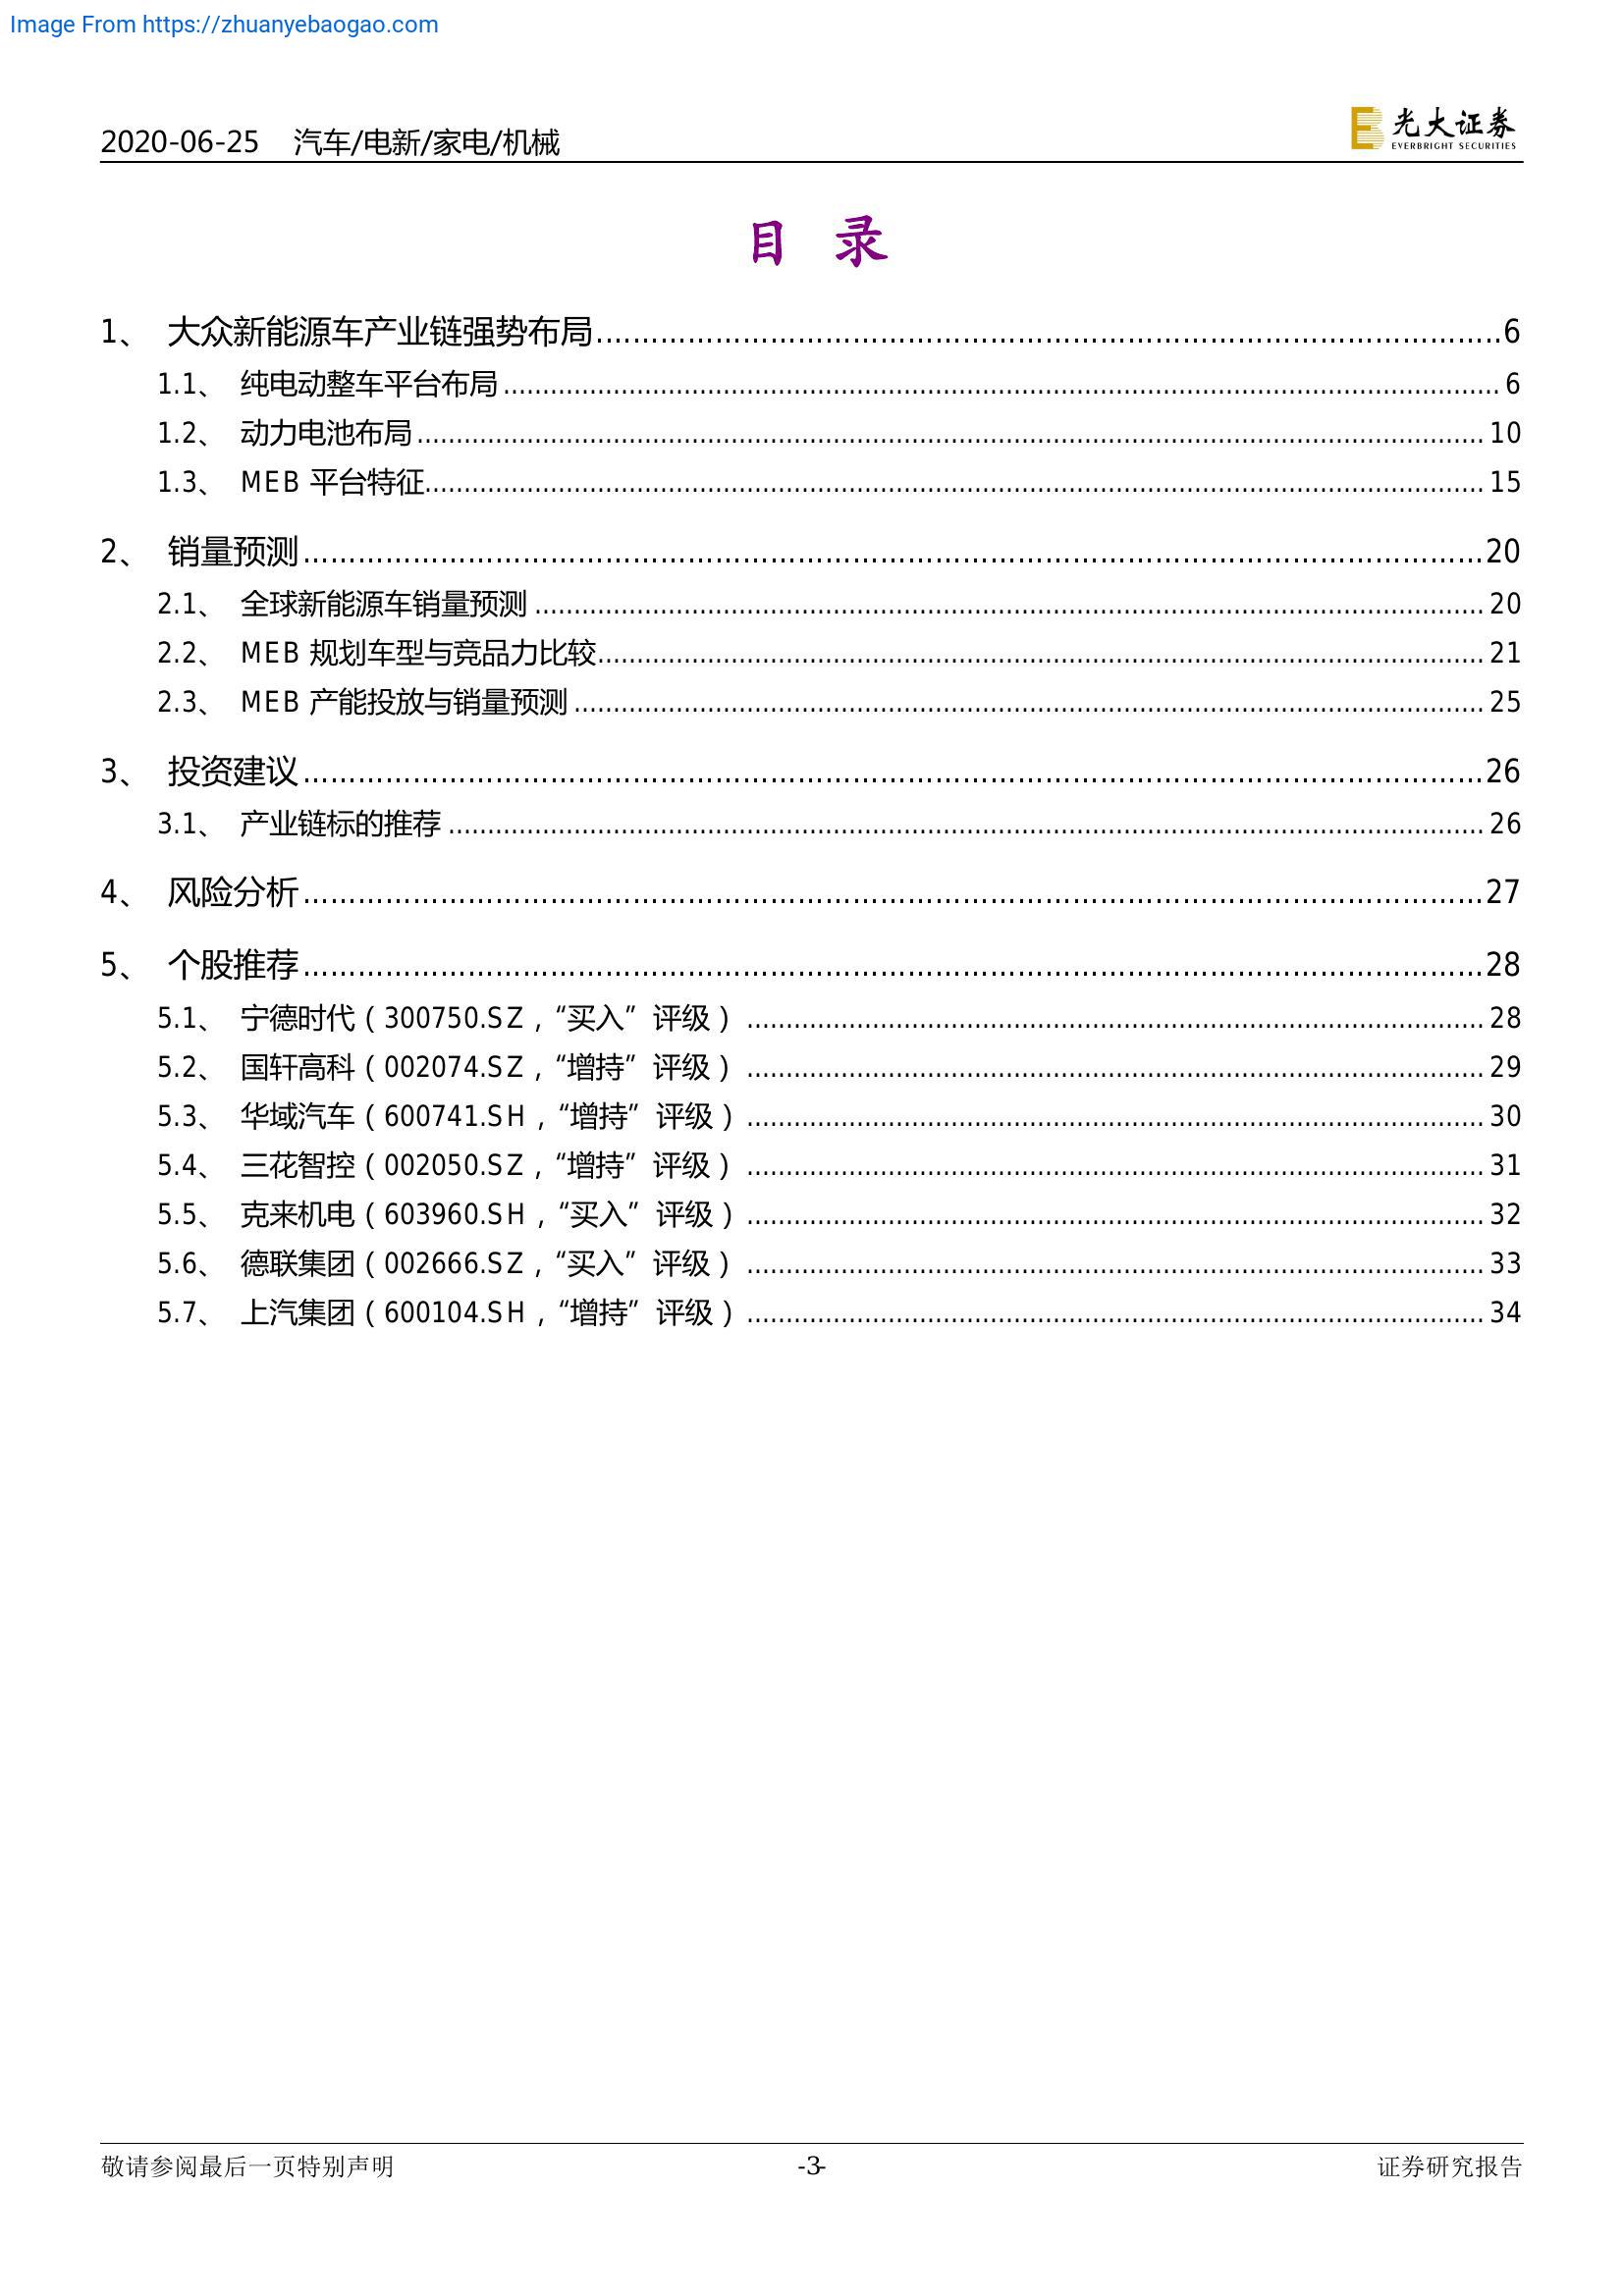 Image From https://zhuanyebaogao.com
2020-06-25 汽车/电新/家电/机械
光大证券
EVERBRIGHT SECURITIES
目 录
1、 大众新能源车产业链强势布局........................................6
1.1、 纯电动整车平台布局........................................6
1.2、 动力电池布局........................................10
1.3、 MEB 平台特征........................................15
2、 销量预测........................................20
2.1、 全球新能源车销量预测........................................20
2.2、 MEB 规划车型与竞品力比较........................................21
2.3、 MEB 产能投放与销量预测........................................25
3、 投资建议........................................26
3.1、 产业链标的推荐........................................26
4、 风险分析........................................27
5、 个股推荐........................................28
5.1、 宁德时代（300750.SZ，“买入”评级）........................................28
5.2、 国轩高科（002074.SZ，“增持”评级）........................................29
5.3、 华域汽车（600741.SH，“增持”评级）........................................30
5.4、 三花智控（002050.SZ，“增持”评级）........................................31
5.5、 克来机电（603960.SH，“买入”评级）........................................32
5.6、 德联集团（002666.SZ，“买入”评级）........................................33
5.7、 上汽集团（600104.SH，“增持”评级）........................................34
敬请参阅最后一页特别声明 -3- 证券研究报告